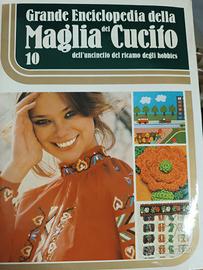 Grande Enciclopedia della
Maglia del Cucito
10 dell'uncinetto del ricamo degli hobbies